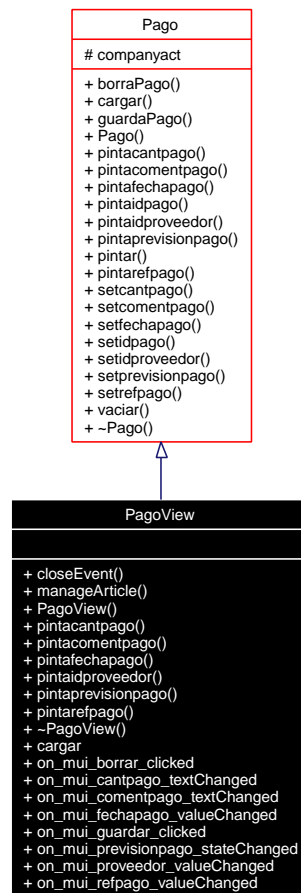 Pago
# companyact
+ borraPago()
+ cargar()
+ guardaPago()
+ Pago()
+ pintacantpago()
+ pintacomentpago()
+ pintafechapago()
+ pintaidpago()
+ pintaidproveedor()
+ pintaprevisionpago()
+ pintar()
+ pintarefpago()
+ setcantpago()
+ setcomentpago()
+ setfechapago()
+ setidpago()
+ setidproveedor()
+ setprevisionpago()
+ setrefpago()
+ vaciar()
+ ~Pago()
PagoView
+ closeEvent()
+ manageArticle()
+ PagoView()
+ pintacantpago()
+ pintacomentpago()
+ pintafechapago()
+ pintaidproveedor()
+ pintaprevisionpago()
+ pintarefpago()
+ ~PagoView()
+ cargar
+ on_mui_borrar_clicked
+ on_mui_cantpago_textChanged
+ on_mui_comentpago_textChanged
+ on_mui_fechapago_valueChanged
+ on_mui_guardar_clicked
+ on_mui_previsionpago_stateChanged
+ on_mui_proveedor_valueChanged
+ on_mui_refpago_valueChanged